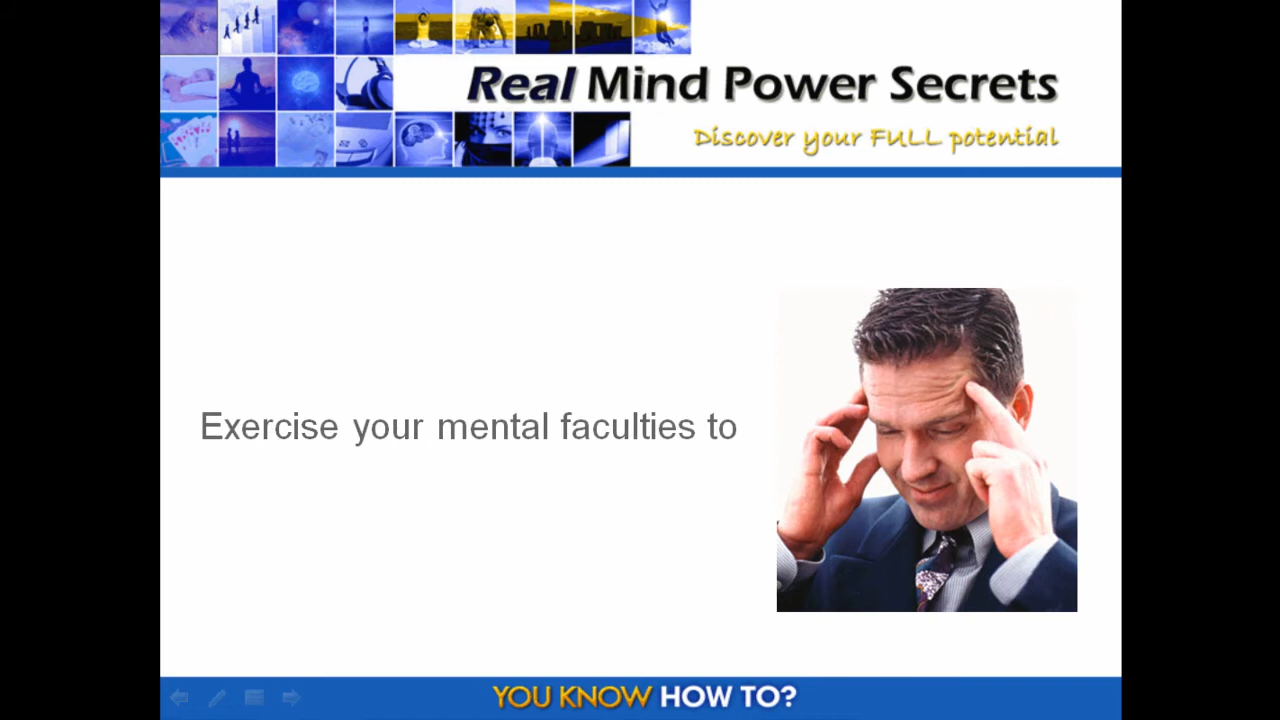 Real Mind Power Secrets
Discover your FULL potential
Exercise your mental faculties to
YOU KNOW HOW TO?